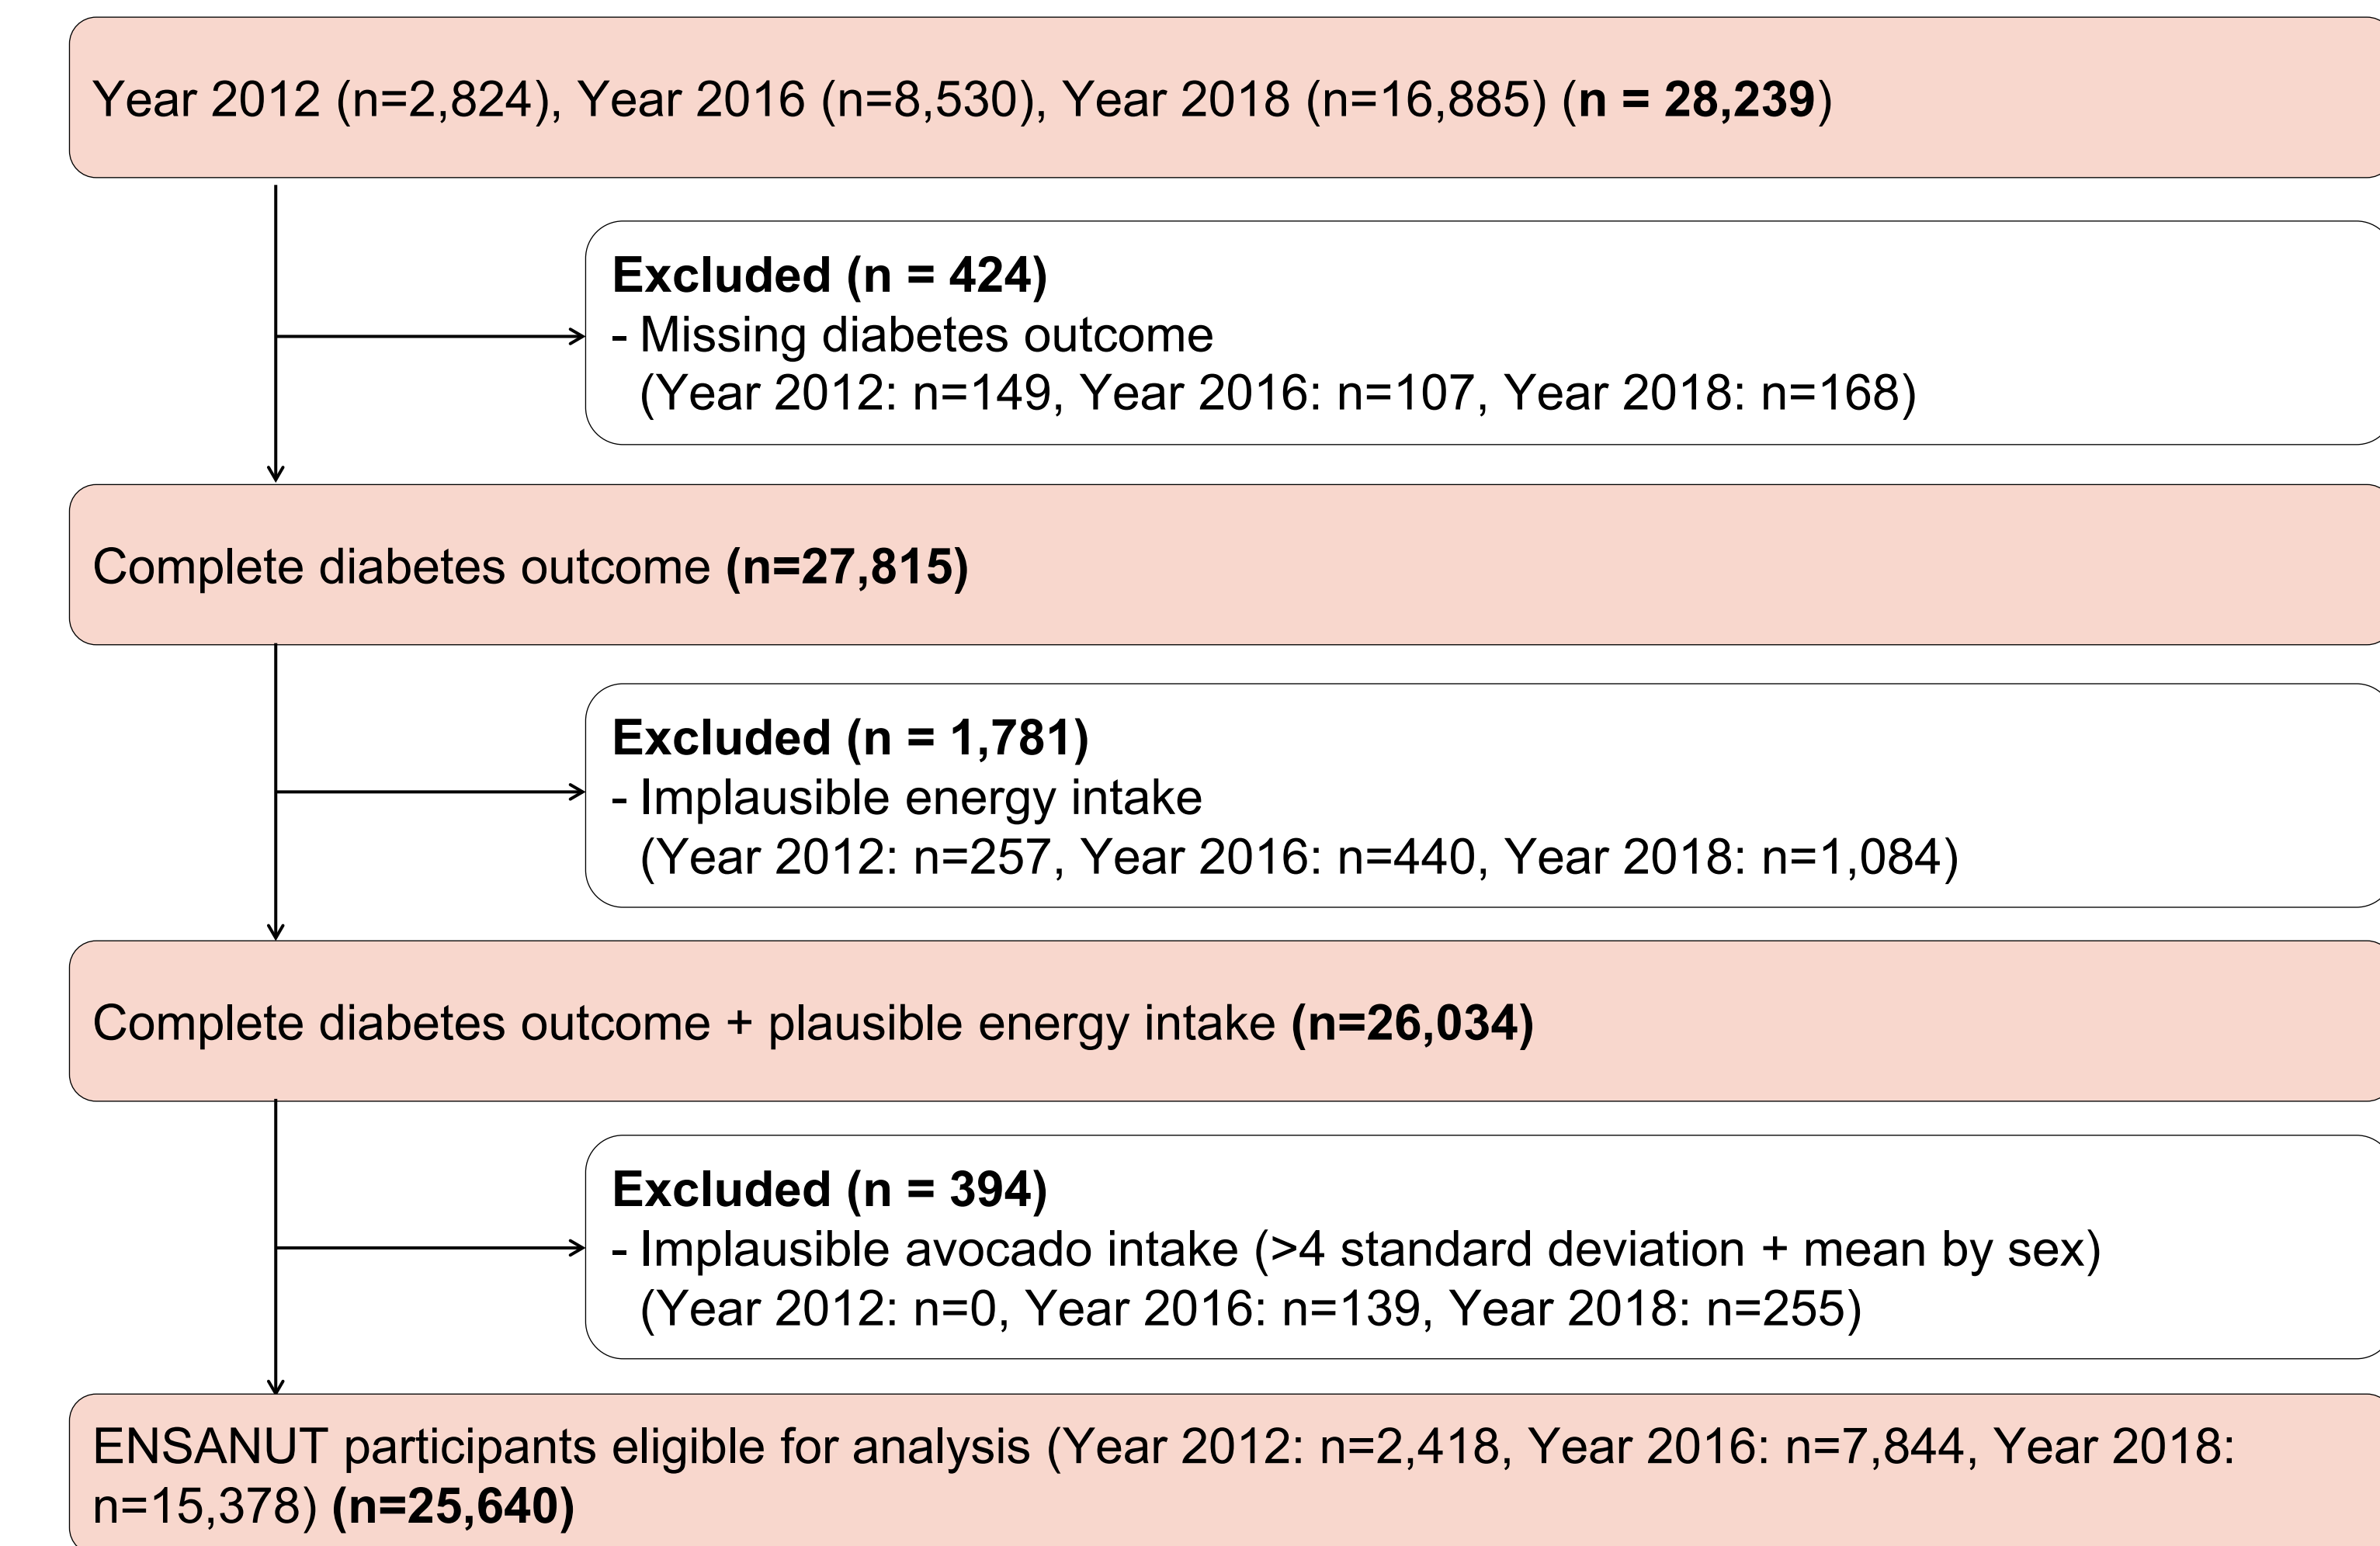 Year 2012 (n=2,824), Year 2016 (n=8,530), Year 2018 (n=16,885) (n = 28,239)
Excluded (n = 424)
- Missing diabetes outcome
(Year 2012: n=149, Year 2016: n=107, Year 2018: n=168)
Complete diabetes outcome (n=27,815)
Excluded (n = 1,781)
- Implausible energy intake
(Year 2012: n=257, Year 2016: n=440, Year 2018: n=1,084)
Complete diabetes outcome + plausible energy intake (n=26,034)
Excluded (n = 394)
- Implausible avocado intake (>4 standard deviation + mean by sex)
(Year 2012: n=0, Year 2016: n=139, Year 2018: n=255)
ENSANUT participants eligible for analysis (Year 2012: n=2,418, Year 2016: n=7,844, Year 2018:
n=15,378) (n=25,640)